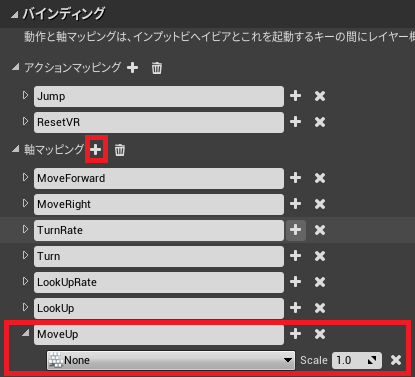 バインディング
動作と軸マッピングは、インプットビヘイビアとこれを起動するキーの間にレイヤー概
アクションマッピング
Jump
ResetVR
軸マッピング
MoveForward
MoveRight
TurnRate
Turn
LookUpRate
LookUp
MoveUp
None Scale 1.0